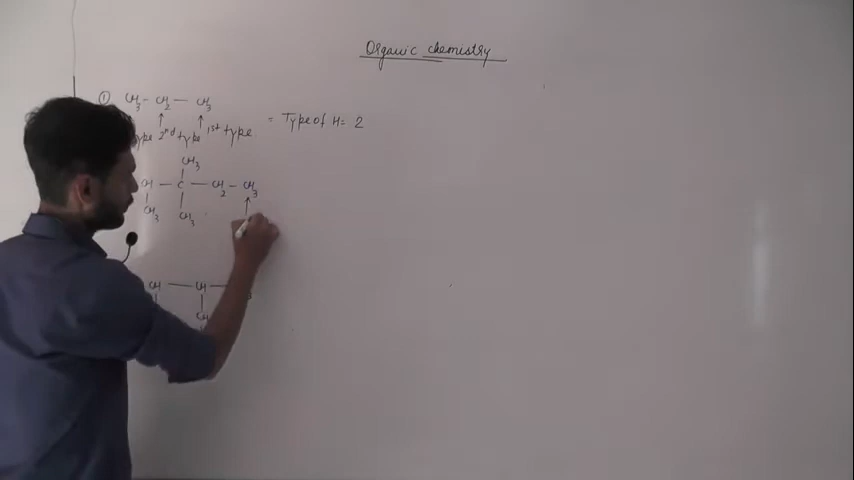 Organic chemistry
① CH3 - CH2 — CH3
ype 2nd type 1st type = Type of H = 2
CH3
CH — C — CH2 - CH3
CH3 CH3
CH — CH —
CH